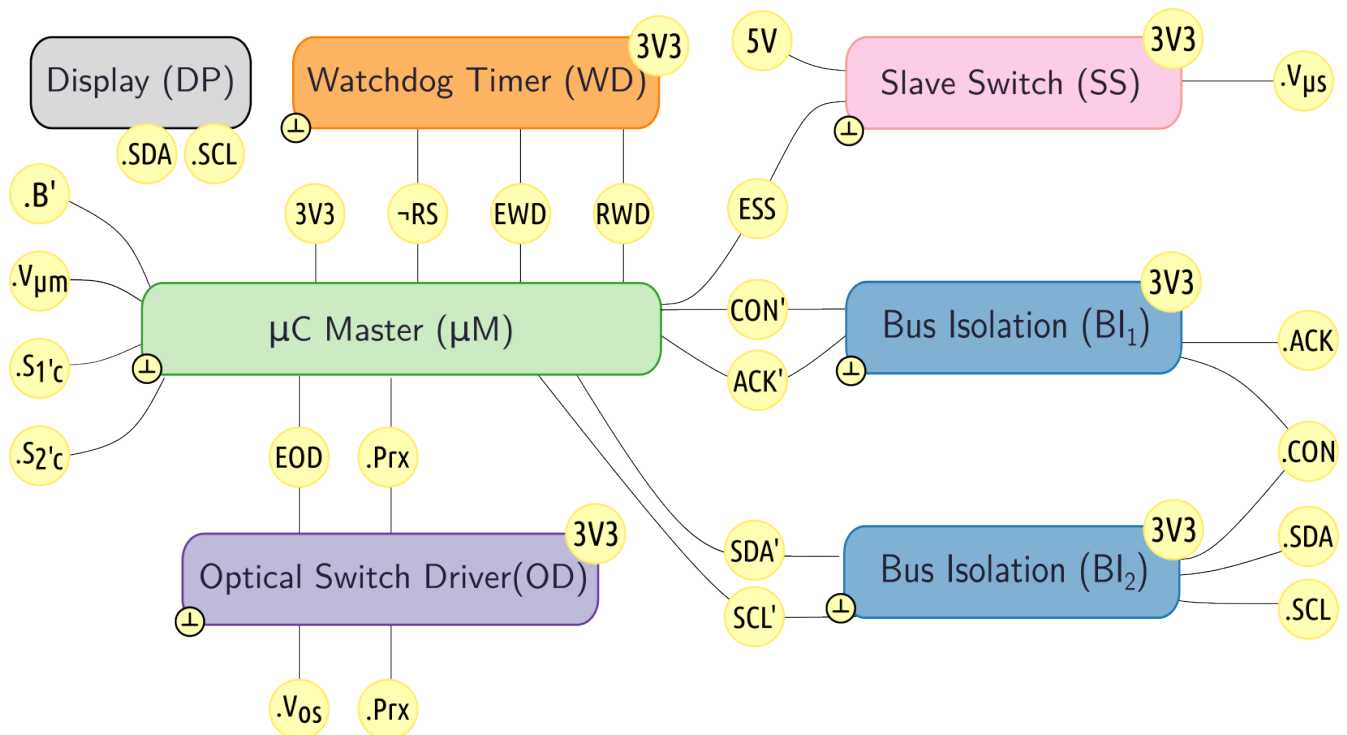 Display (DP)
.SDA
.SCL
Watchdog Timer (WD)
3V3
⊥
5V
Slave Switch (SS)
3V3
⊥
.Vµs
.B'
3V3
¬RS
EWD
RWD
ESS
.Vµm
.S1'c
.S2'c
µC Master (µM)
⊥
CON'
ACK'
Bus Isolation (BI₁)
3V3
⊥
.ACK
.CON
EOD
.Prx
Optical Switch Driver(OD)
3V3
⊥
SDA'
SCL'
Bus Isolation (BI₂)
3V3
⊥
.SDA
.SCL
.Vos
.Prx